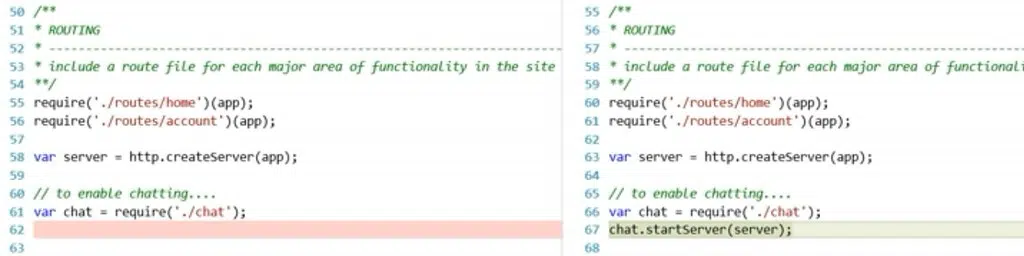 50 /**
51 * ROUTING
52 * ------------------------------------------------------------------------
53 * include a route file for each major area of functionality in the site
54 **/
55 require('./routes/home')(app);
56 require('./routes/account')(app);
57
58 var server = http.createServer(app);
59
60 // to enable chatting....
61 var chat = require('./chat');
62
63
55 /**
56 * ROUTING
57 * --------------------------------------------------------
58 * include a route file for each major area of functionali
59 **/
60 require('./routes/home')(app);
61 require('./routes/account')(app);
62
63 var server = http.createServer(app);
64
65 // to enable chatting....
66 var chat = require('./chat');
67 chat.startServer(server);
68